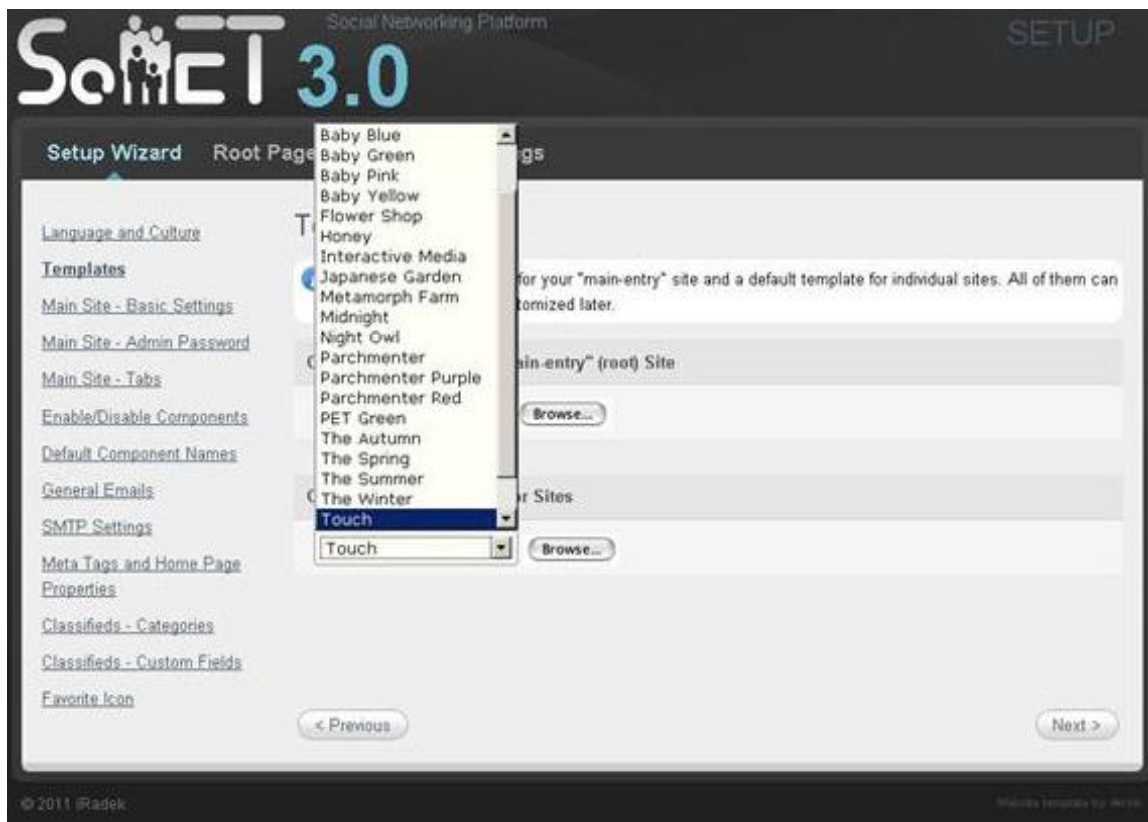 Social Networking Platform
SETUP
SoNET 3.0
Setup Wizard
Root Page
gs
Language and Culture
Templates
Main Site - Basic Settings
Main Site - Admin Password
Main Site - Tabs
Enable/Disable Components
Default Component Names
General Emails
SMTP Settings
Meta Tags and Home Page
Properties
Classifieds - Categories
Classifieds - Custom Fields
Favorite Icon
for your "main-entry" site and a default template for individual sites. All of them can
tomized later.
ain-entry" (root) Site
Browse...
r Sites
Baby Blue
Baby Green
Baby Pink
Baby Yellow
Flower Shop
Honey
Interactive Media
Japanese Garden
Metamorph Farm
Midnight
Night Owl
Parchmenter
Parchmenter Purple
Parchmenter Red
PET Green
The Autumn
The Spring
The Summer
The Winter
Touch
Touch
Browse...
< Previous
Next >
© 2011 iRadek
Website template by